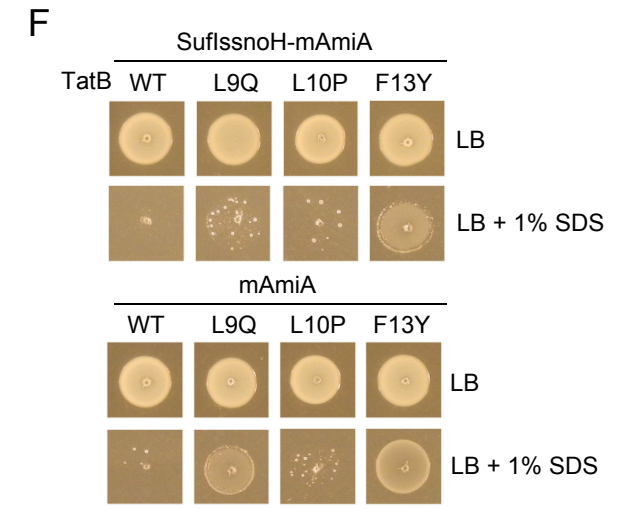 F
SufIssnoH-mAmiA
TatB WT L9Q L10P F13Y
LB
LB + 1% SDS
mAmiA
WT L9Q L10P F13Y
LB
LB + 1% SDS